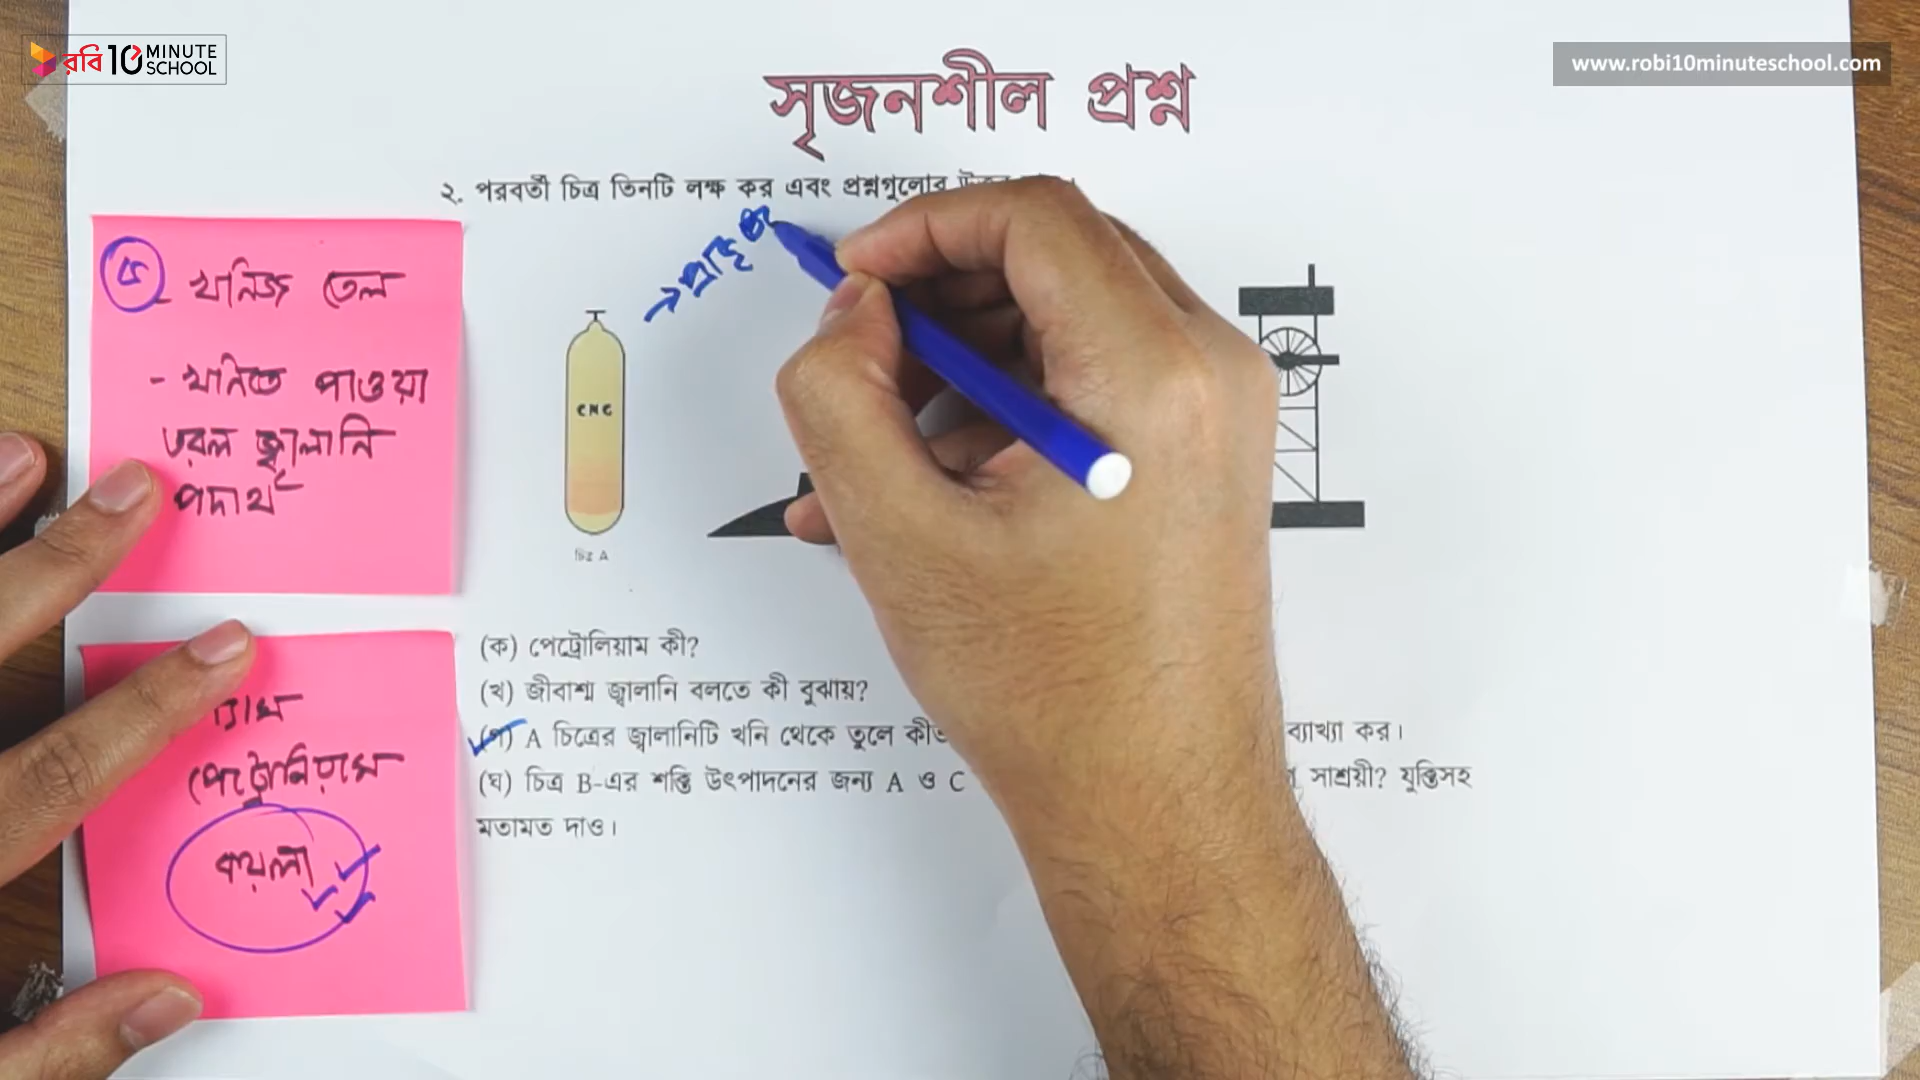 রবি 10 MINUTE SCHOOL
www.robi10minuteschool.com
সৃজনশীল প্রশ্ন
২. পরবর্তী চিত্র তিনটি লক্ষ কর এবং প্রশ্নগুলোর
→ প্রাকৃ
ক - খনিজ তেল
- খনিতে পাওয়া
তরল জ্বালানি
পদার্থ
CNG
চিত্র A
পেট্রোলিয়াম
কয়লা
(ক) পেট্রোলিয়াম কী?
(খ) জীবাশ্ম জ্বালানি বলতে কী বুঝায়?
(গ) A চিত্রের জ্বালানিটি খনি থেকে তুলে ব্যাখ্যা কর।
(ঘ) চিত্র B-এর শক্তি উৎপাদনের জন্য A ও C সাশ্রয়ী? যুক্তিসহ
মতামত দাও।